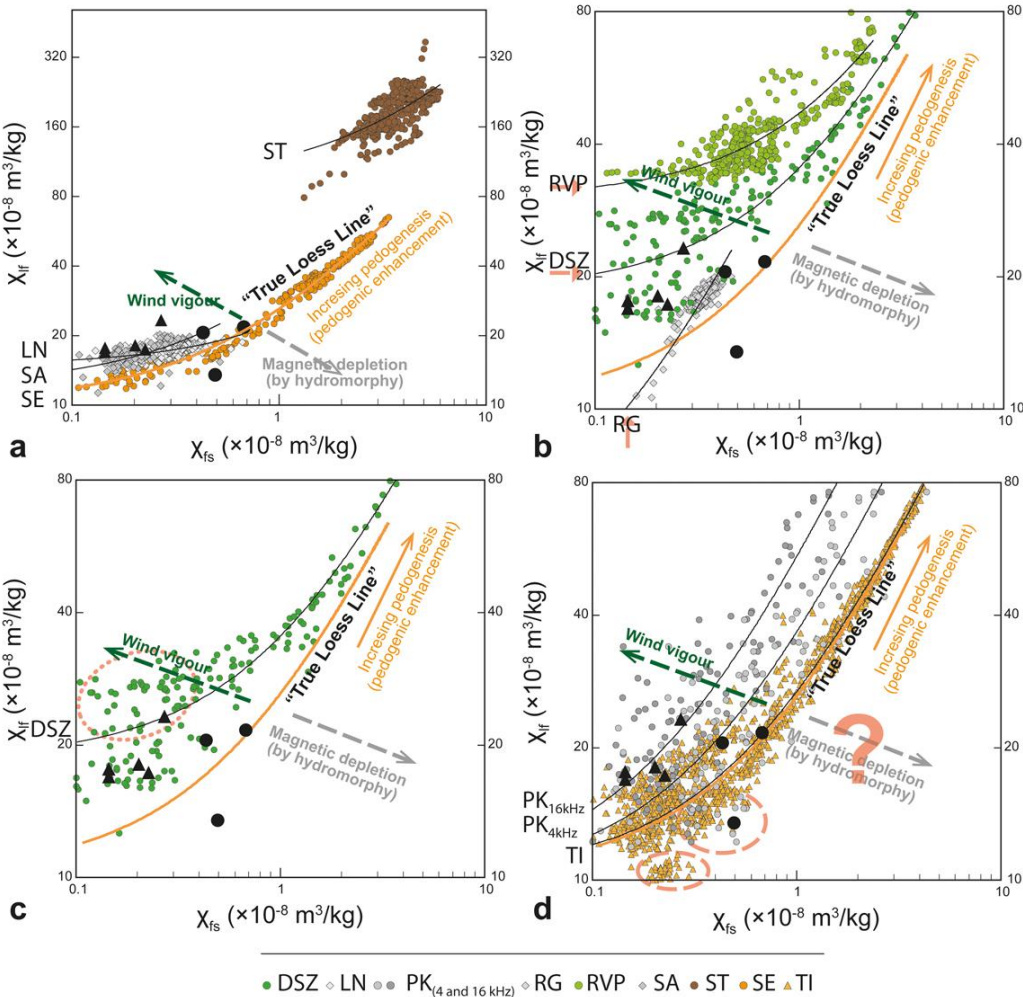 320
160
80
40
20
10
320
160
80
40
20
10
χlf (×10-8 m3/kg)
ST
"True Loess Line"
Incresing pedogenesis
(pedogenic enhancement)
Wind vigour
Magnetic depletion
(by hydromorphy)
LN
SA
SE
0.1
1
10
χfs (×10-8 m3/kg)
a
80
40
20
10
80
40
20
10
χlf (×10-8 m3/kg)
RVP
DSZ
RG
Wind vigour
"True Loess Line"
Incresing pedogenesis
(pedogenic enhancement)
Magnetic depletion
(by hydromorphy)
0.1
1
10
χfs (×10-8 m3/kg)
b
80
40
20
10
80
40
20
10
χlf (×10-8 m3/kg)
DSZ
Wind vigour
"True Loess Line"
Incresing pedogenesis
(pedogenic enhancement)
Magnetic depletion
(by hydromorphy)
0.1
1
10
χfs (×10-8 m3/kg)
c
80
40
20
10
80
40
20
10
χlf (×10-8 m3/kg)
PK16kHz
PK4kHz
TI
Wind vigour
"True Loess Line"
Incresing pedogenesis
(pedogenic enhancement)
?
Magnetic depletion
(by hydromorphy)
0.1
1
10
χfs (×10-8 m3/kg)
d
DSZ LN PK(4 and 16 kHz) RG RVP SA ST SE TI